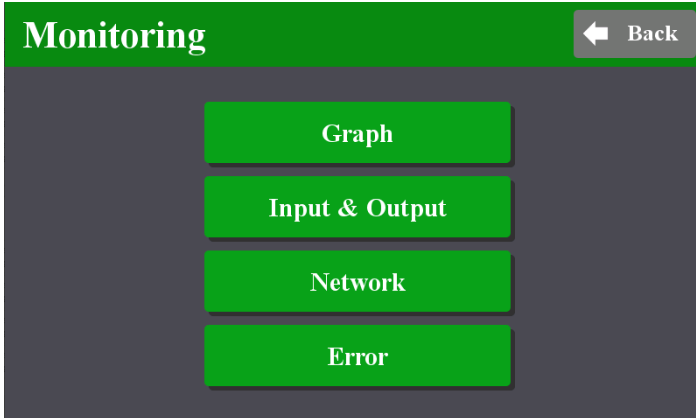 Monitoring
Back
Graph
Input & Output
Network
Error